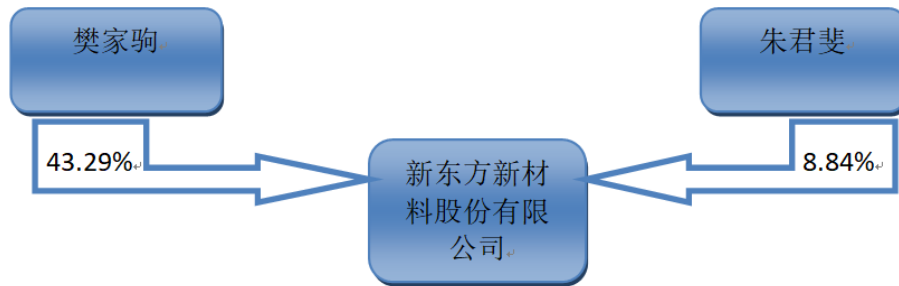 樊家驹
朱君斐
43.29%
8.84%
新东方新材
料股份有限
公司